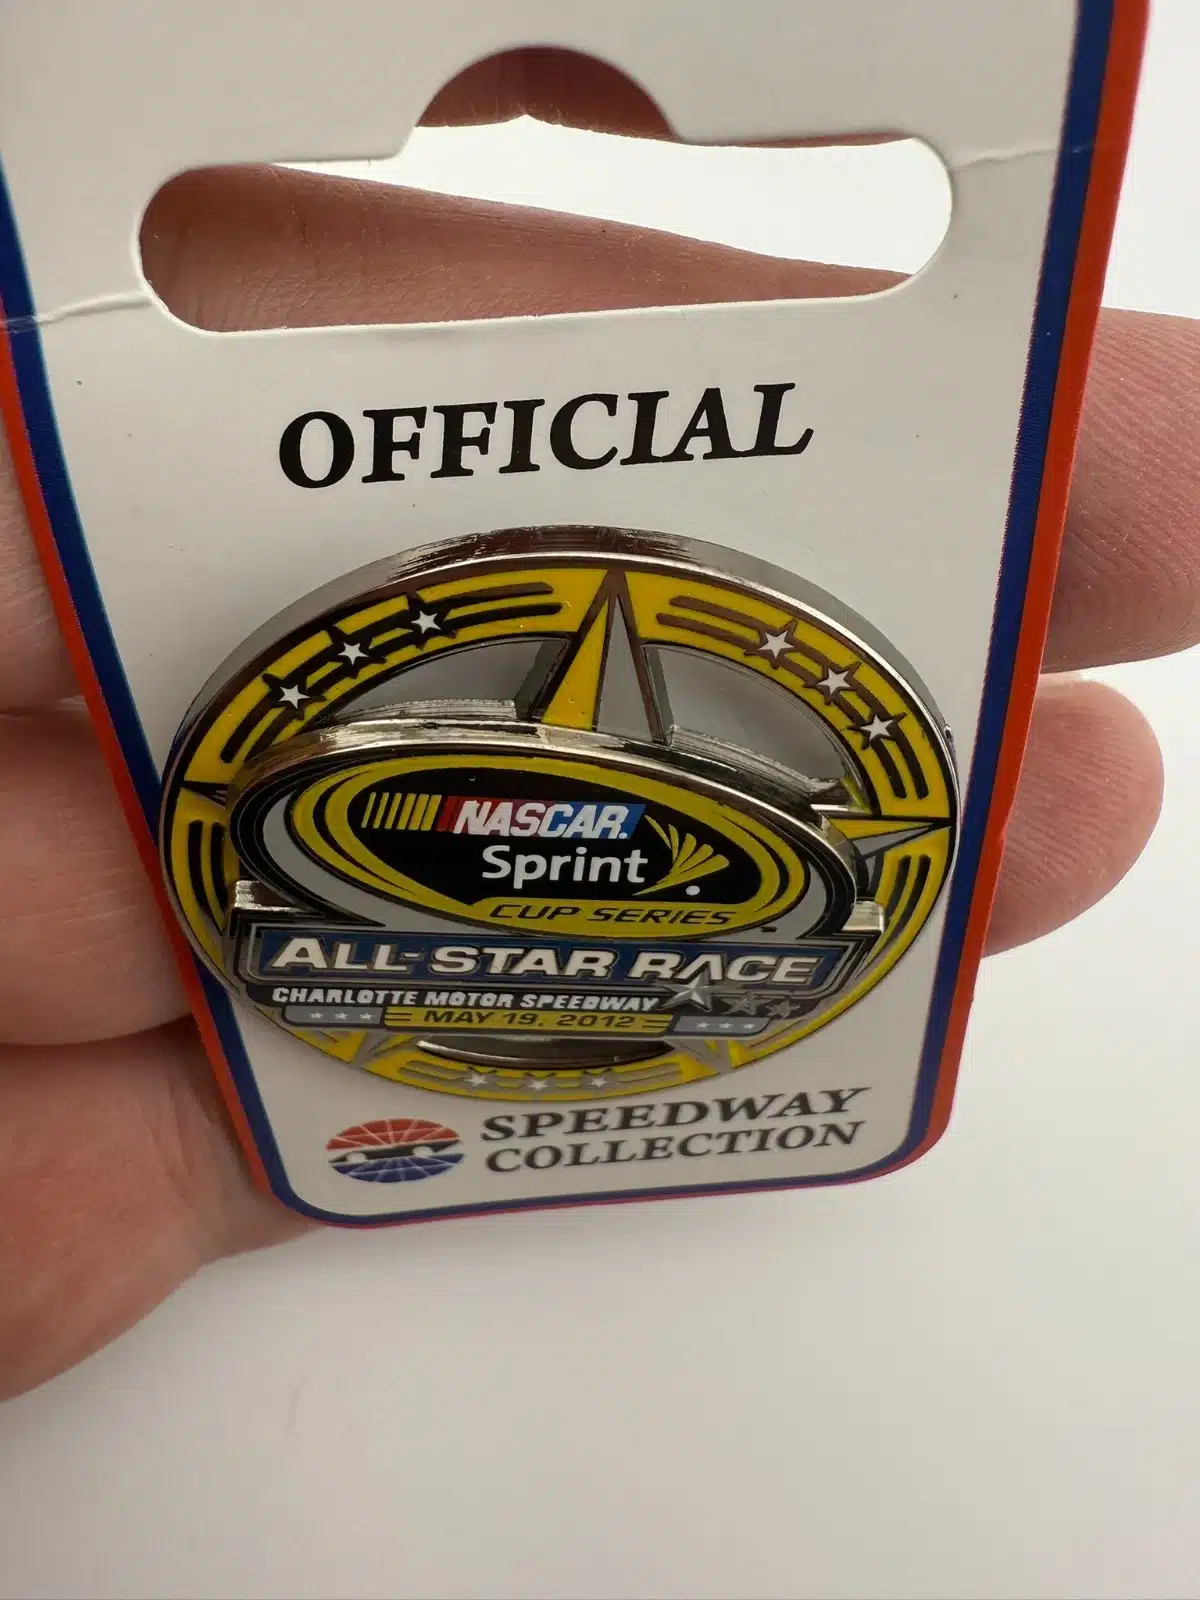 OFFICIAL
NASCAR.
Sprint
CUP SERIES
ALL-STAR RACE
CHARLOTTE MOTOR SPEEDWAY
MAY 19, 2012
SPEEDWAY
COLLECTION